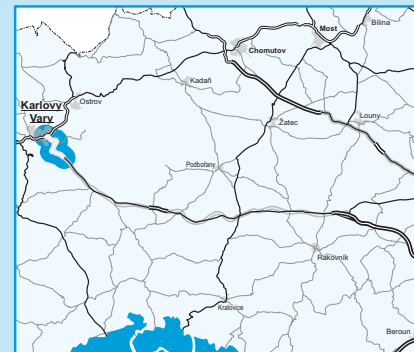 Most
Bílina
Chomutov
Kadaň
Ostrov
Karlovy
Vary
Žatec
Louny
Podbořany
Rakovník
Kralovice
Beroun